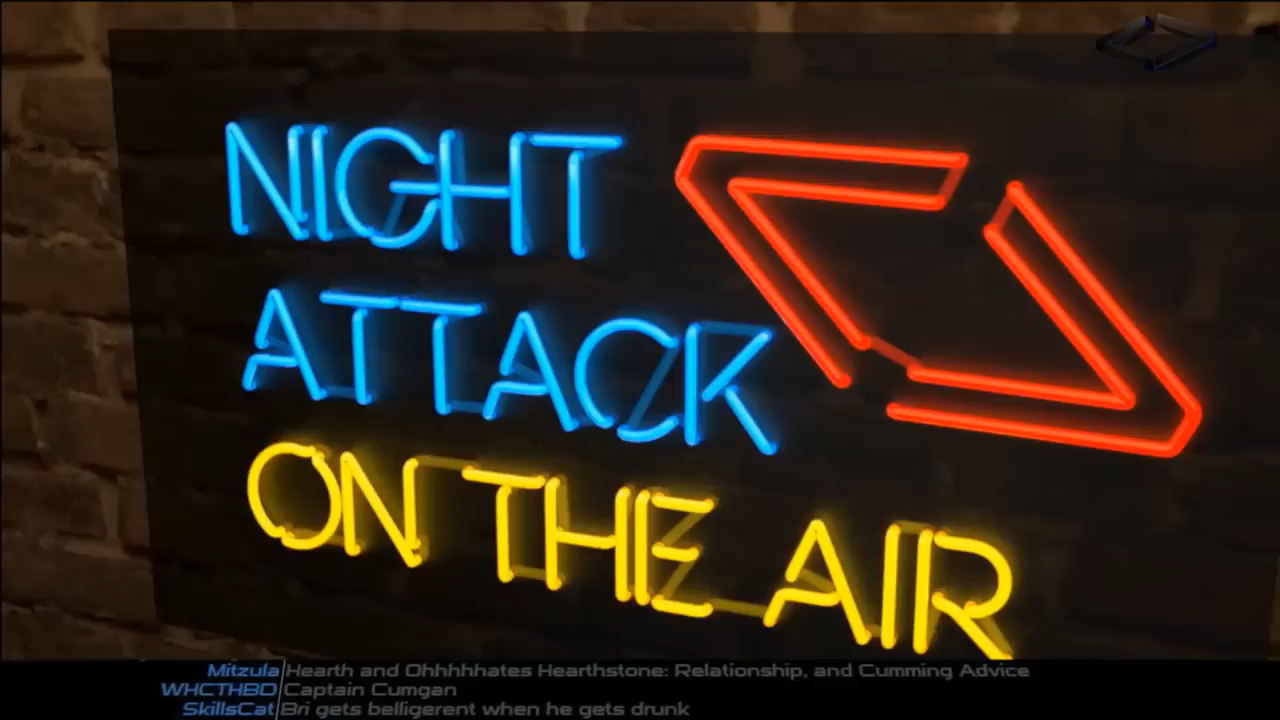 NIGHT
ATTACK
ON THE AIR
Mitzula Hearth and Ohhhhhates Hearthstone: Relationship, and Cumming Advice
WHCTHBD Captain Cumgan
SkillsCat Bri gets belligerent when he gets drunk